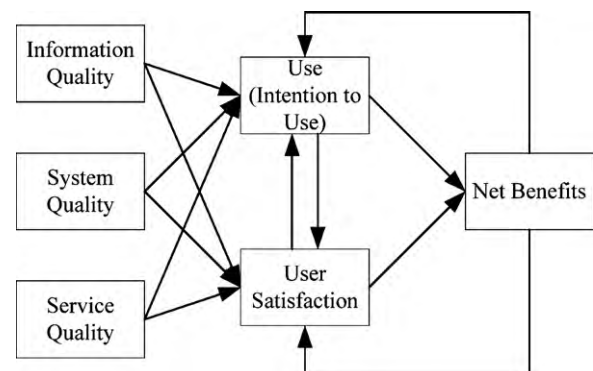 Information
Quality
System
Quality
Service
Quality
Use
(Intention to
Use)
User
Satisfaction
Net Benefits